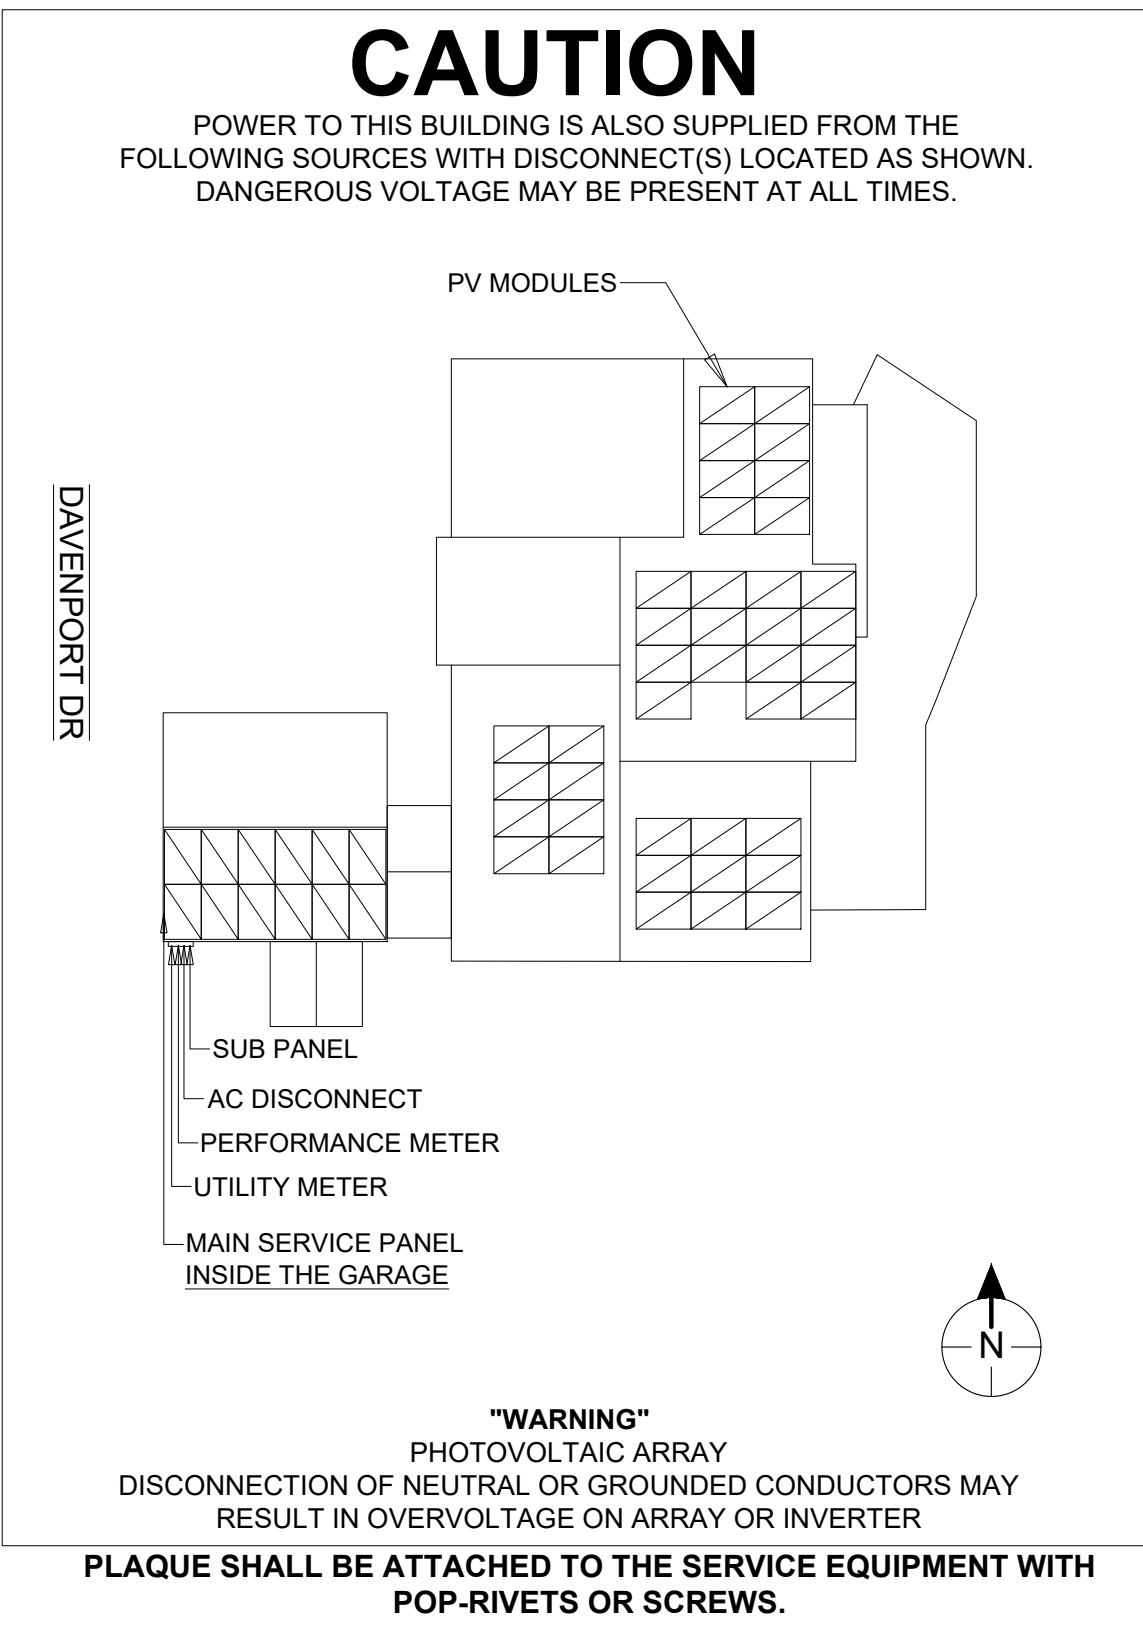 CAUTION
POWER TO THIS BUILDING IS ALSO SUPPLIED FROM THE
FOLLOWING SOURCES WITH DISCONNECT(S) LOCATED AS SHOWN.
DANGEROUS VOLTAGE MAY BE PRESENT AT ALL TIMES.
PV MODULES
DAVENPORT DR
SUB PANEL
AC DISCONNECT
PERFORMANCE METER
UTILITY METER
MAIN SERVICE PANEL
INSIDE THE GARAGE
N
"WARNING"
PHOTOVOLTAIC ARRAY
DISCONNECTION OF NEUTRAL OR GROUNDED CONDUCTORS MAY
RESULT IN OVERVOLTAGE ON ARRAY OR INVERTER
PLAQUE SHALL BE ATTACHED TO THE SERVICE EQUIPMENT WITH
POP-RIVETS OR SCREWS.